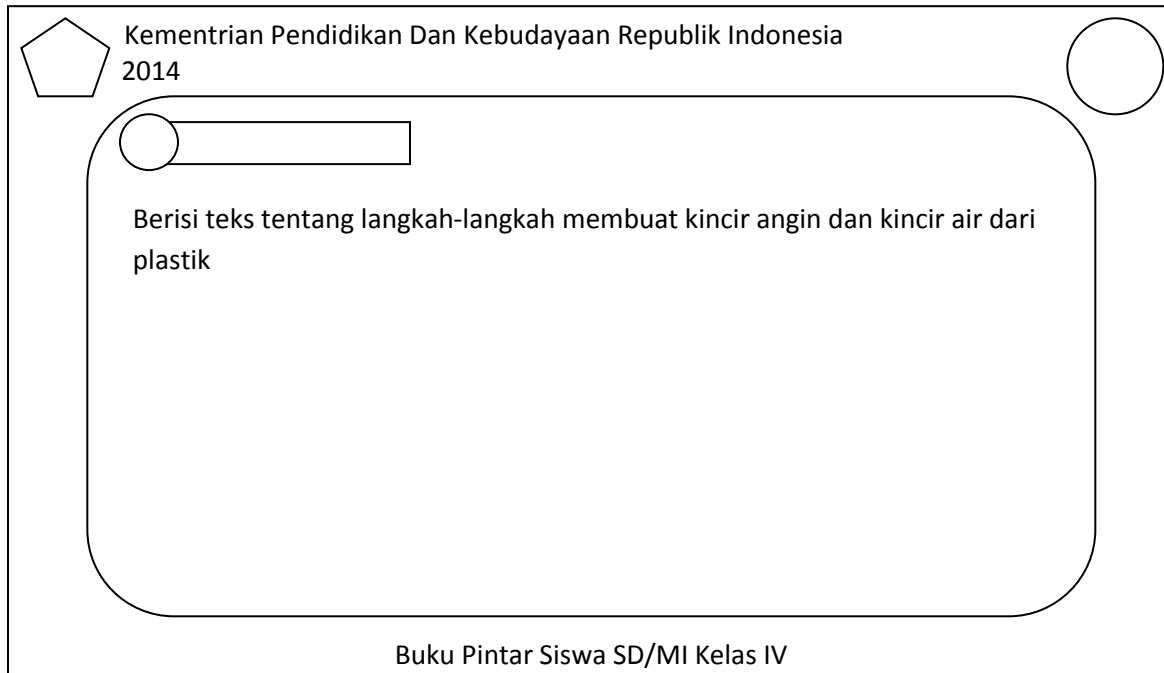 Kementrian Pendidikan Dan Kebudayaan Republik Indonesia
2014
Berisi teks tentang langkah-langkah membuat kincir angin dan kincir air dari
plastik
Buku Pintar Siswa SD/MI Kelas IV